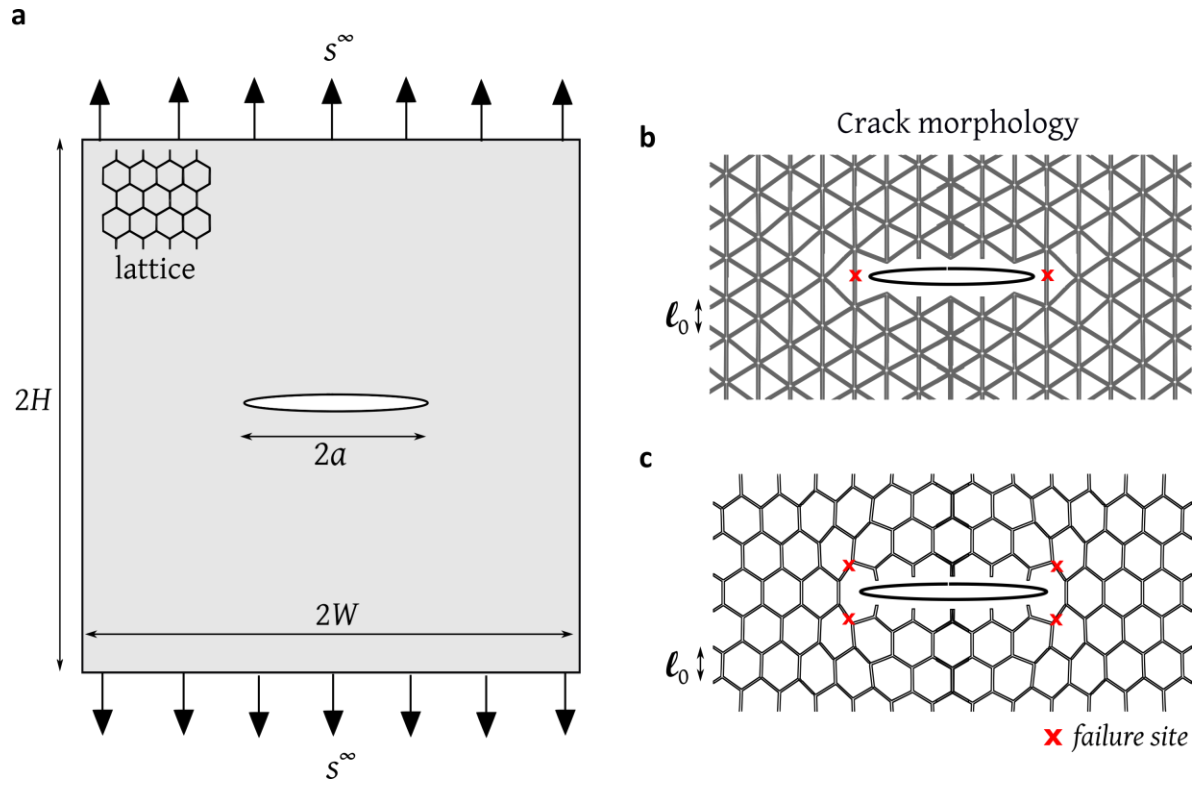 a
s^∞
lattice
2H
2a
2W
s^∞
b
Crack morphology
x x
ℓ₀
c
x x
x x
ℓ₀
x failure site